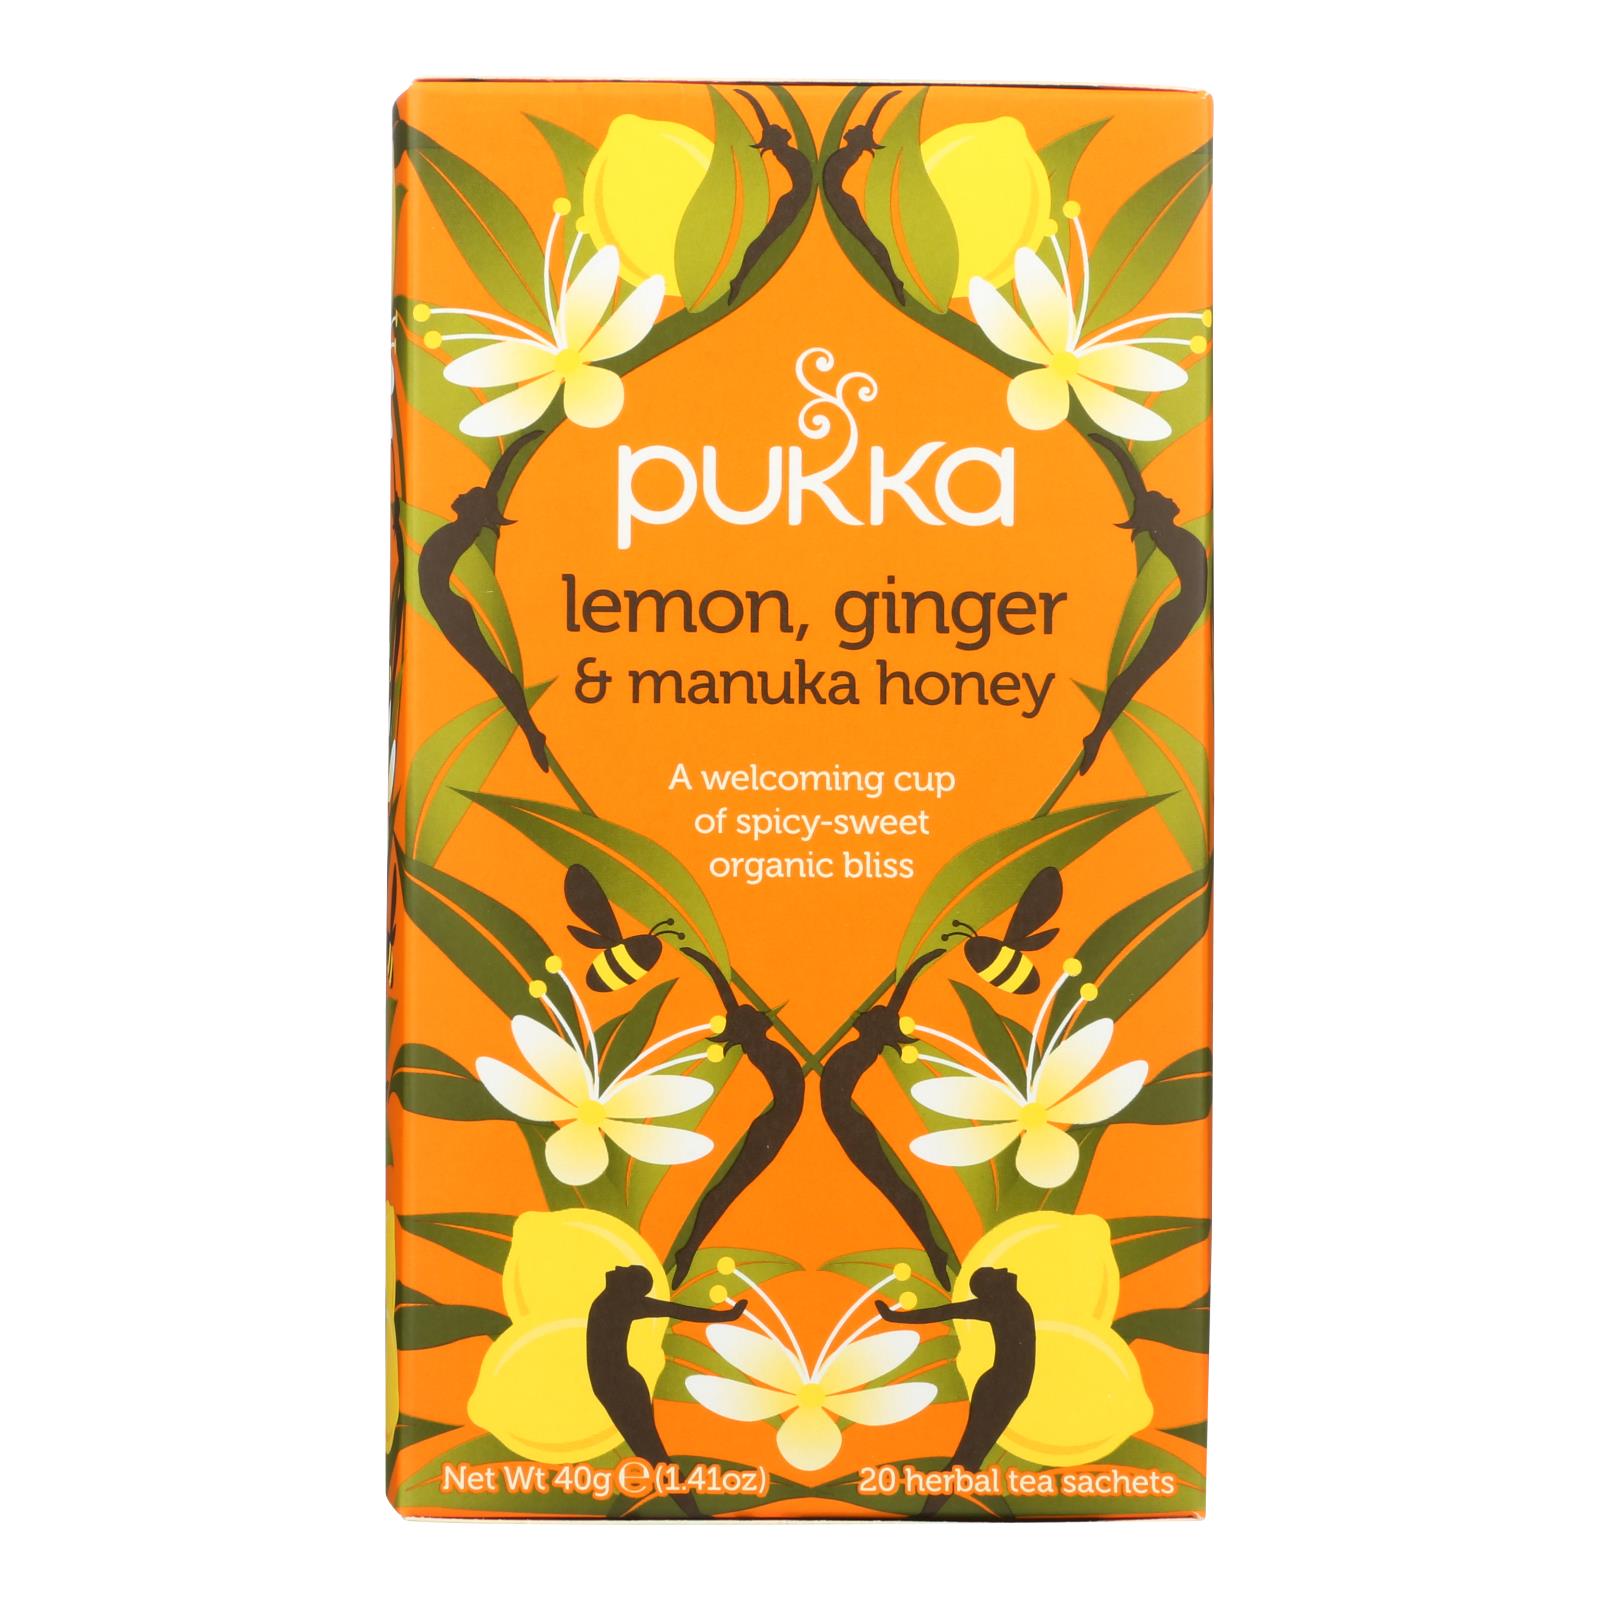 pukka
lemon, ginger
& manuka honey
A welcoming cup
of spicy-sweet
organic bliss
Net Wt 40g ℮ (1.41oz)
20 herbal tea sachets